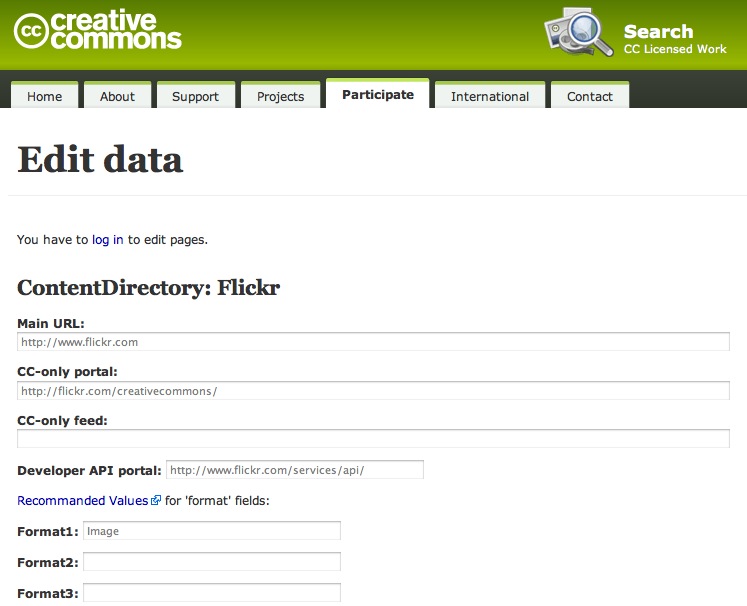 cc creative commons
Search
CC Licensed Work
Home About Support Projects Participate International Contact
Edit data
You have to log in to edit pages.
ContentDirectory: Flickr
Main URL:
http://www.flickr.com
CC-only portal:
http://flickr.com/creativecommons/
CC-only feed:
Developer API portal: http://www.flickr.com/services/api/
Recommanded Values for 'format' fields:
Format1: Image
Format2:
Format3: